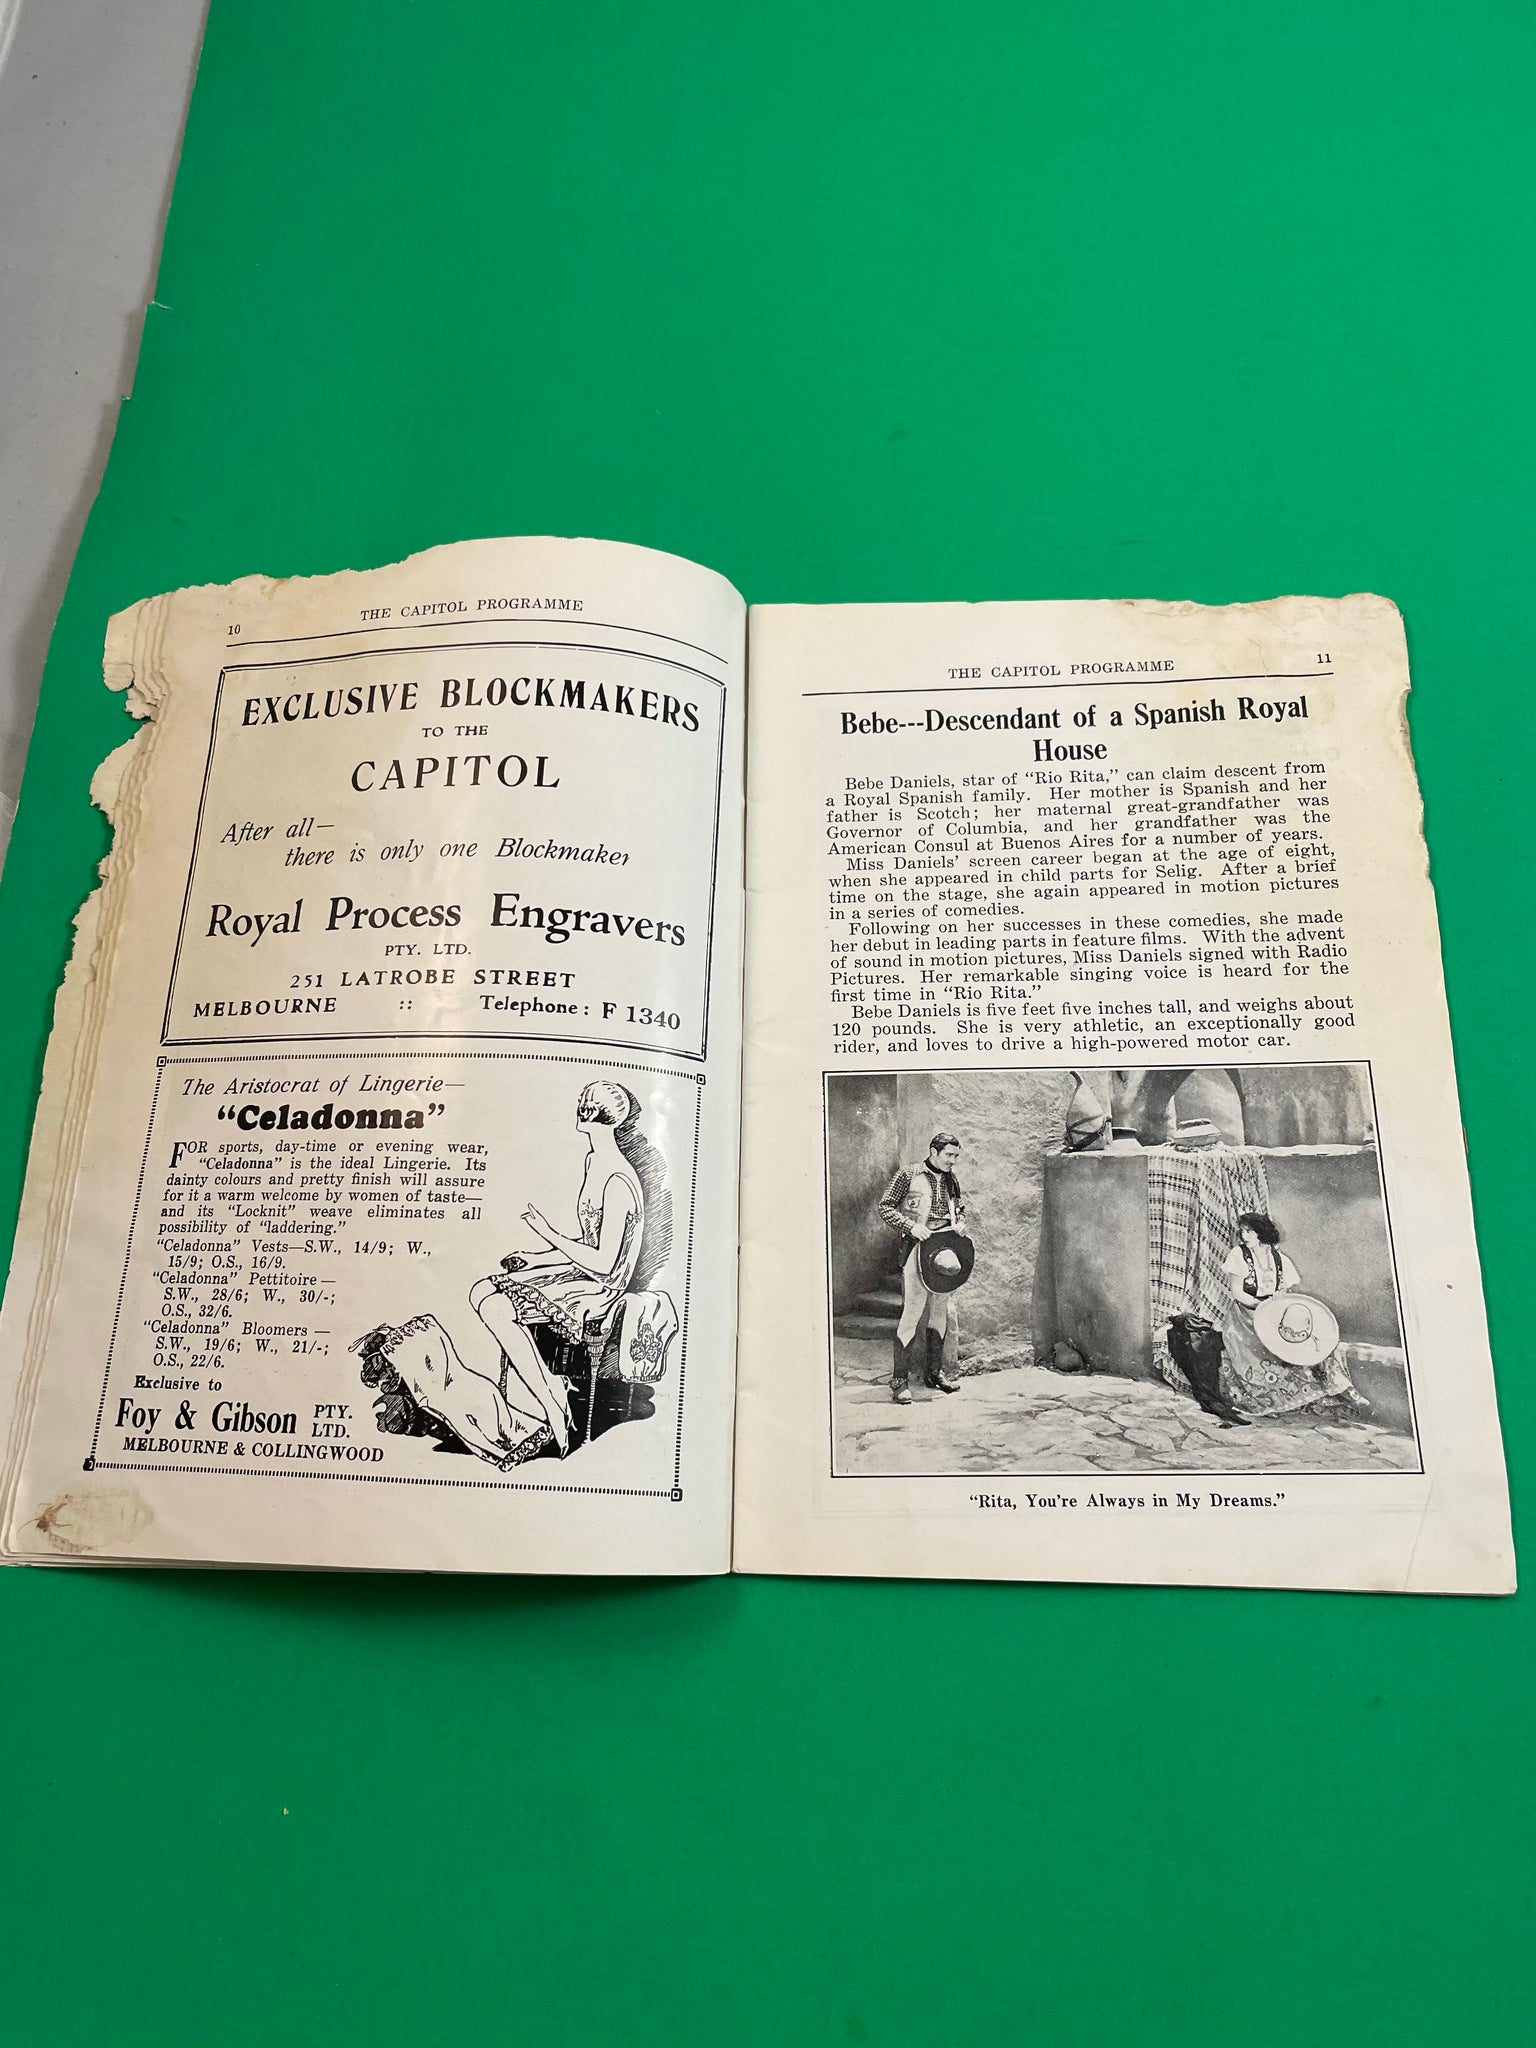 10
THE CAPITOL PROGRAMME
EXCLUSIVE BLOCKMAKERS
TO THE
CAPITOL
After all—
there is only one Blockmaker
Royal Process Engravers
PTY. LTD.
251 LATROBE STREET
MELBOURNE :: Telephone: F 1340
The Aristocrat of Lingerie—
"Celadonna"
FOR sports, day-time or evening wear,
"Celadonna" is the ideal Lingerie. Its
dainty colours and pretty finish will assure
for it a warm welcome by women of taste—
and its "Locknit" weave eliminates all
possibility of "laddering."
"Celadonna" Vests—S.W., 14/9; W.,
15/9; O.S., 16/9.
"Celadonna" Pettitoire —
S.W., 28/6; W., 30/-;
O.S., 32/6.
"Celadonna" Bloomers —
S.W., 19/6; W., 21/-;
O.S., 22/6.
Exclusive to
Foy & Gibson PTY. LTD.
MELBOURNE & COLLINGWOOD
THE CAPITOL PROGRAMME
11
Bebe---Descendant of a Spanish Royal
House
Bebe Daniels, star of "Rio Rita," can claim descent from
a Royal Spanish family. Her mother is Spanish and her
father is Scotch; her maternal great-grandfather was
Governor of Columbia, and her grandfather was the
American Consul at Buenos Aires for a number of years.
Miss Daniels' screen career began at the age of eight,
when she appeared in child parts for Selig. After a brief
time on the stage, she again appeared in motion pictures
in a series of comedies.
Following on her successes in these comedies, she made
her debut in leading parts in feature films. With the advent
of sound in motion pictures, Miss Daniels signed with Radio
Pictures. Her remarkable singing voice is heard for the
first time in "Rio Rita."
Bebe Daniels is five feet five inches tall, and weighs about
120 pounds. She is very athletic, an exceptionally good
rider, and loves to drive a high-powered motor car.
"Rita, You're Always in My Dreams."